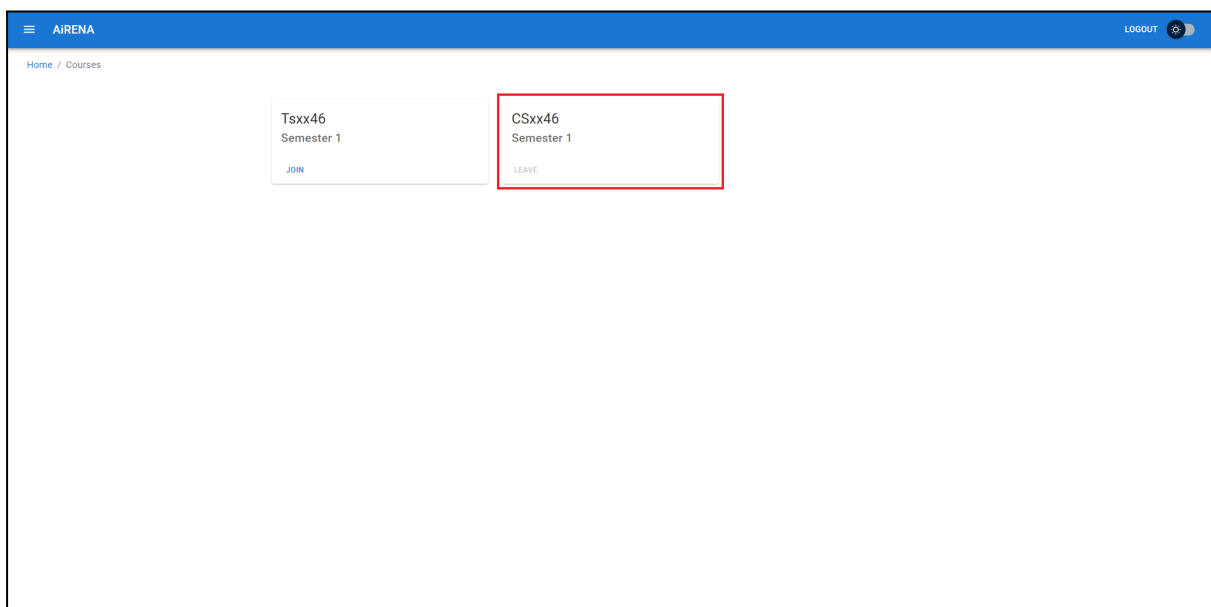 AiRENA LOGOUT
Home / Courses
Tsxx46
Semester 1
JOIN
CSxx46
Semester 1
LEAVE